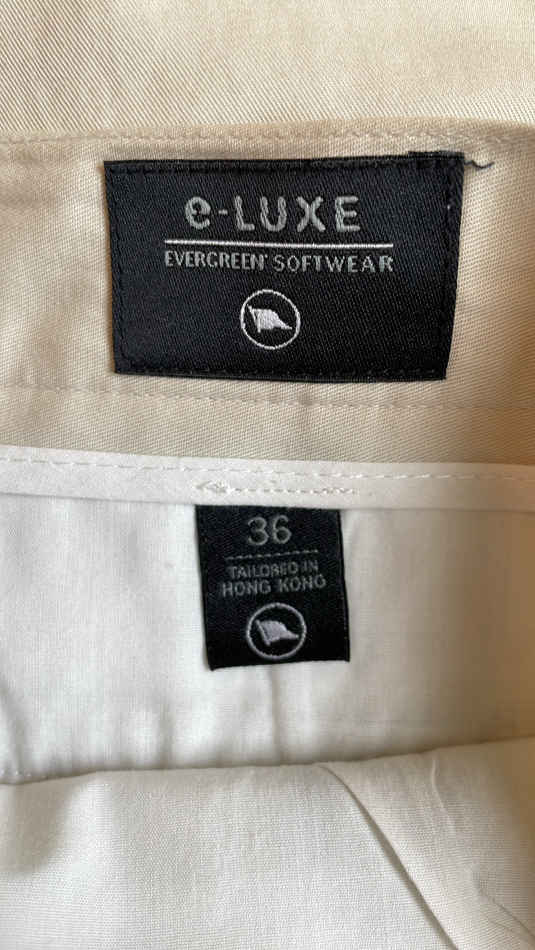 e-LUXE
EVERGREEN' SOFTWEAR
36
TAILORED IN
HONG KONG